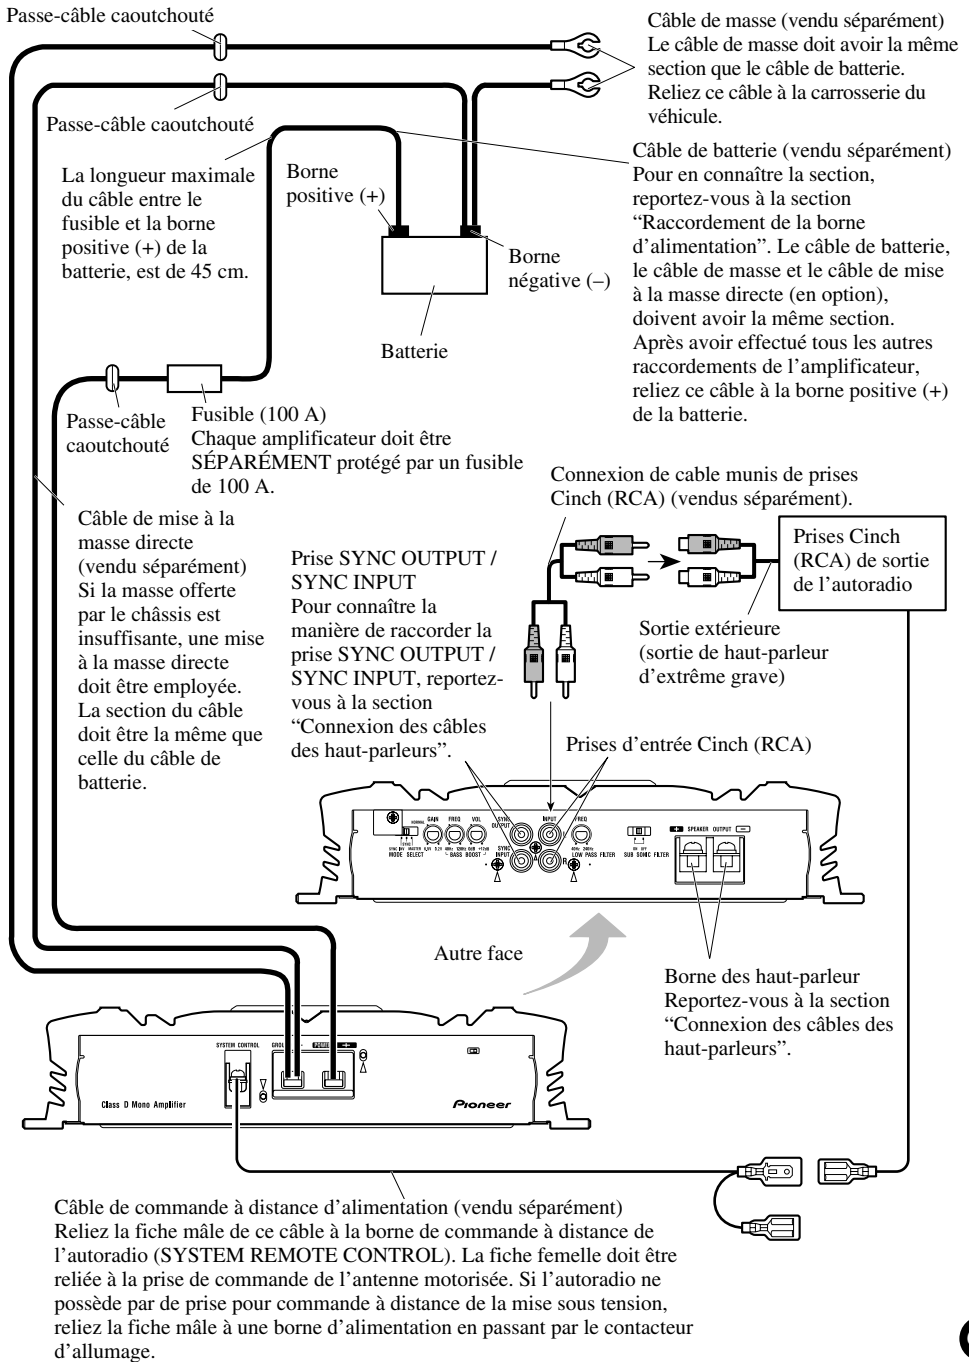 Passe-câble caoutchouté
Câble de masse (vendu séparément)
Le câble de masse doit avoir la même
section que le câble de batterie.
Reliez ce câble à la carrosserie du
véhicule.
Passe-câble caoutchouté
La longueur maximale
du câble entre le
fusible et la borne
positive (+) de la
batterie, est de 45 cm.
Borne
positive (+)
Borne
négative (–)
Batterie
Câble de batterie (vendu séparément)
Pour en connaître la section,
reportez-vous à la section
“Raccordement de la borne
d’alimentation”. Le câble de batterie,
le câble de masse et le câble de mise
à la masse directe (en option),
doivent avoir la même section.
Après avoir effectué tous les autres
raccordements de l’amplificateur,
reliez ce câble à la borne positive (+)
de la batterie.
Passe-câble
caoutchouté
Fusible (100 A)
Chaque amplificateur doit être
SÉPARÉMENT protégé par un fusible
de 100 A.
Câble de mise à la
masse directe
(vendu séparément)
Si la masse offerte
par le châssis est
insuffisante, une mise
à la masse directe
doit être employée.
La section du câble
doit être la même que
celle du câble de
batterie.
Connexion de cable munis de prises
Cinch (RCA) (vendus séparément).
Prises Cinch
(RCA) de sortie
de l’autoradio
Prise SYNC OUTPUT /
SYNC INPUT
Pour connaître la
manière de raccorder la
prise SYNC OUTPUT /
SYNC INPUT, reportez-
vous à la section
“Connexion des câbles
des haut-parleurs”.
Sortie extérieure
(sortie de haut-parleur
d’extrême grave)
Prises d’entrée Cinch (RCA)
NORMAL
GAIN
FREQ
VOL
SYNC
OUTPUT
INPUT
FREQ
SPEAKER OUTPUT
SYNC
MODE SELECT
BASS BOOST
SYNC
INPUT
L
R
LOW PASS FILTER
ON OFF
SUB SONIC FILTER
Autre face
Borne des haut-parleur
Reportez-vous à la section
“Connexion des câbles des
haut-parleurs”.
SYSTEM CONTROL
POWER
Class D Mono Amplifier
Pioneer
Câble de commande à distance d’alimentation (vendu séparément)
Reliez la fiche mâle de ce câble à la borne de commande à distance de
l’autoradio (SYSTEM REMOTE CONTROL). La fiche femelle doit être
reliée à la prise de commande de l’antenne motorisée. Si l’autoradio ne
possède par de prise pour commande à distance de la mise sous tension,
reliez la fiche mâle à une borne d’alimentation en passant par le contacteur
d’allumage.